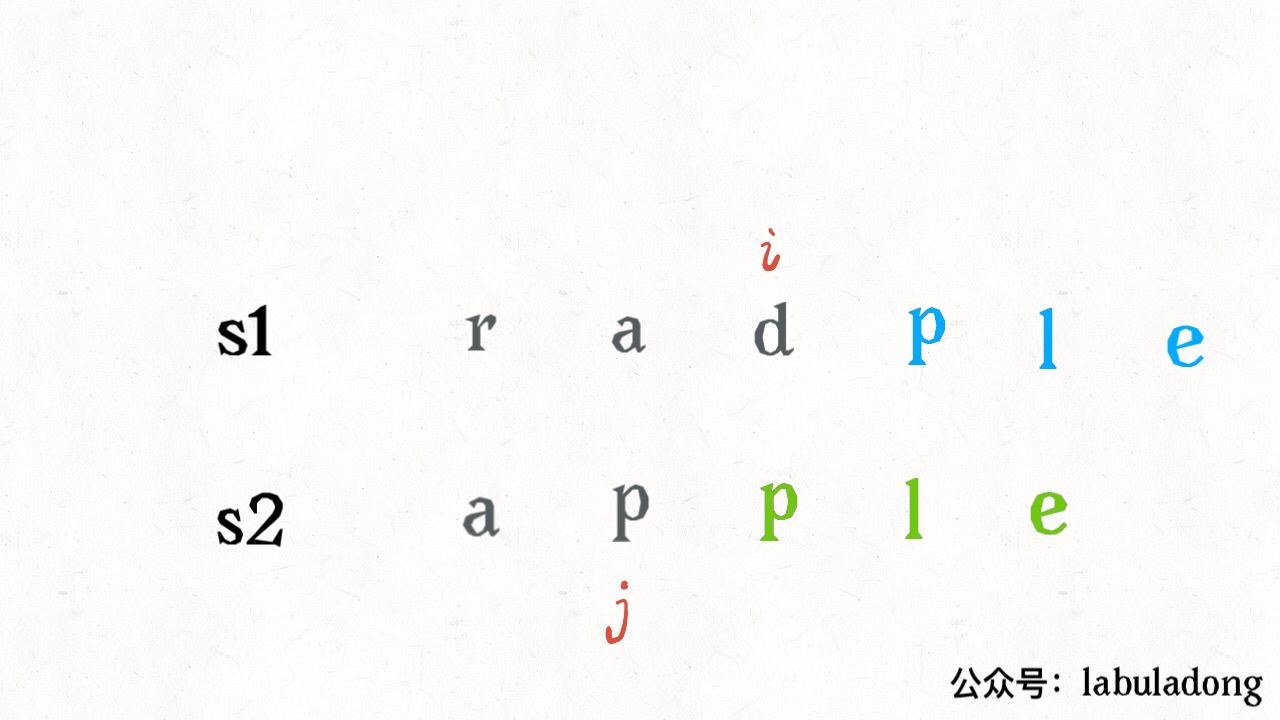 i
s1 r a d p l e
s2 a p p l e
j
公众号：labuladong